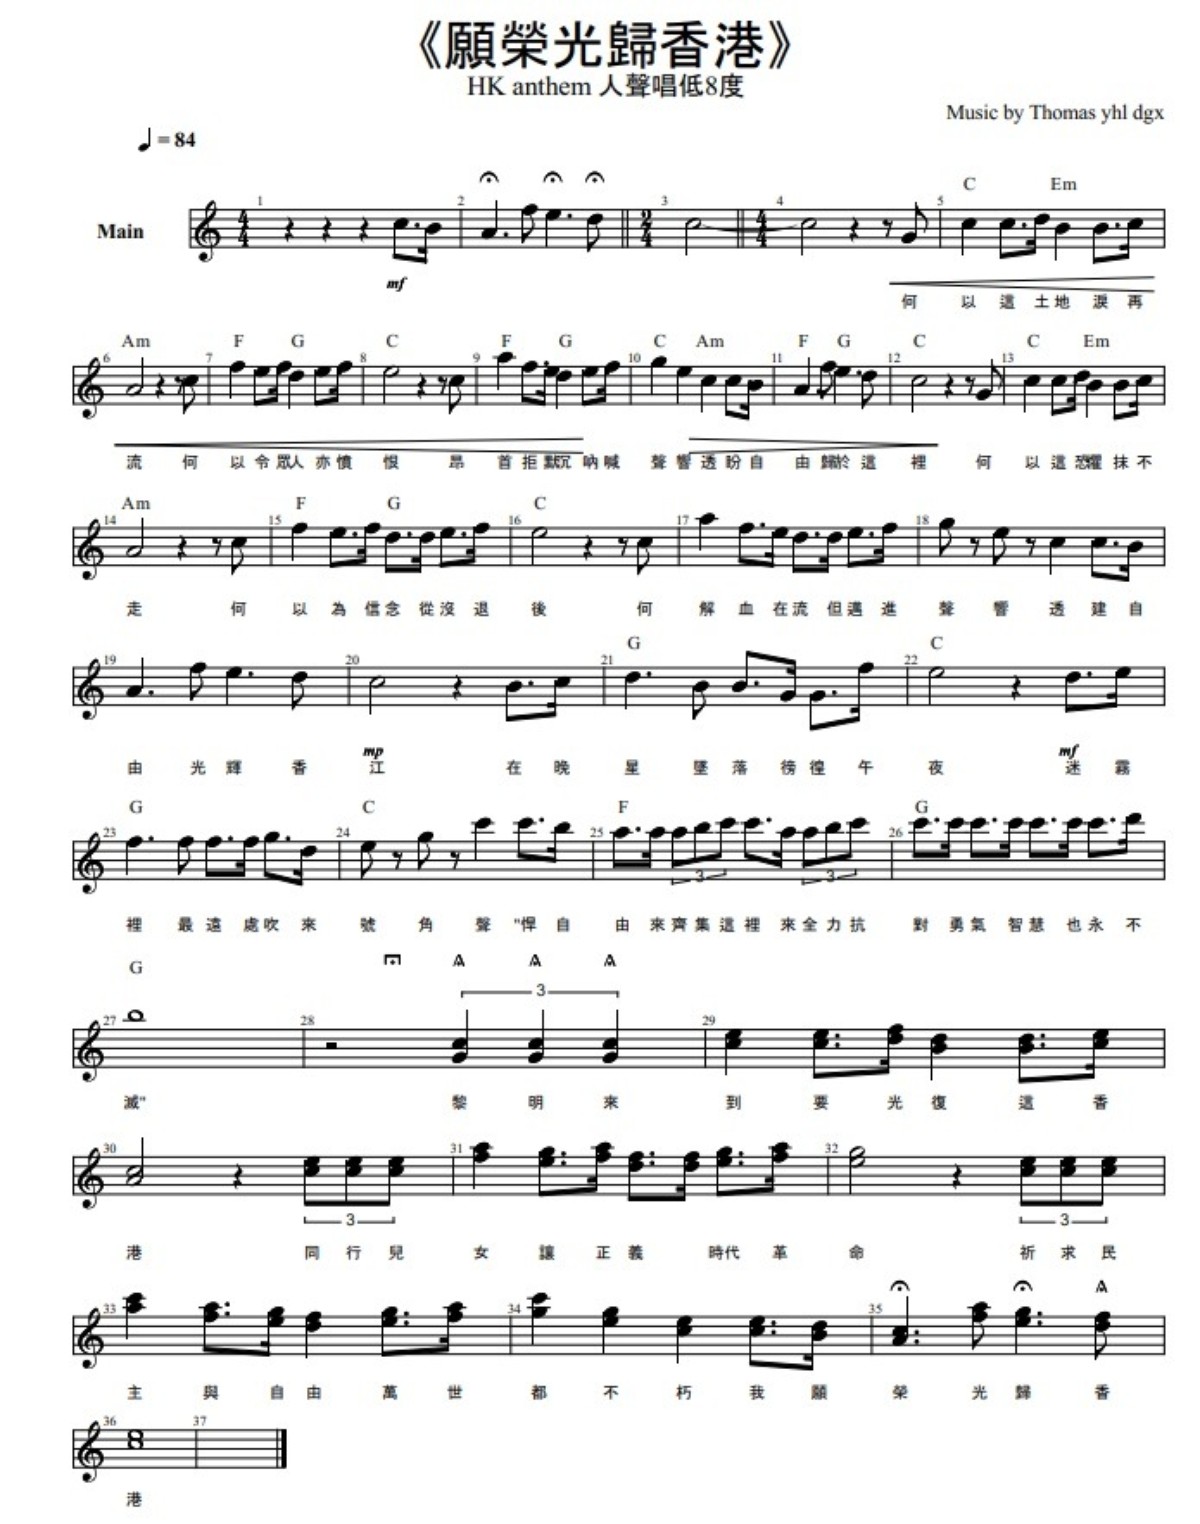 《願榮光歸香港》
HK anthem 人聲唱低8度
Music by Thomas yhl dgx
= 84
C Em
1 2 3 4 5
Main
mf
何 以 這 土 地 淚 再
Am F G C F G C Am F G C C Em
6 7 8 9 10 11 12 13
流 何 以 令 眾 人 亦 憤 恨 昂 首 拒 默 沉 吶 喊 聲 響 透 盼 自 由 歸 於 這 裡 何 以 這 恐 懼 抹 不
Am F G C
14 15 16 17 18
走 何 以 為 信 念 從 沒 退 後 何 解 血 在 流 但 邁 進 聲 響 透 建 自
G C
19 20 21 22
mp mf
由 光 輝 香 江 在 晚 星 墜 落 徬 徨 午 夜 迷 霧
G C F G
23 24 25 26
3 3
裡 最 遠 處 吹 來 號 角 聲 "悍 自 由 來 齊 集 這 裡 來 全 力 抗 對 勇 氣 智 慧 也 永 不
G
3
27 28 29
滅" 黎 明 來 到 要 光 復 這 香
30 31 32
3 3
港 同 行 兒 女 讓 正 義 時 代 革 命 祈 求 民
33 34 35
主 與 自 由 萬 世 都 不 朽 我 願 榮 光 歸 香
36 37
港